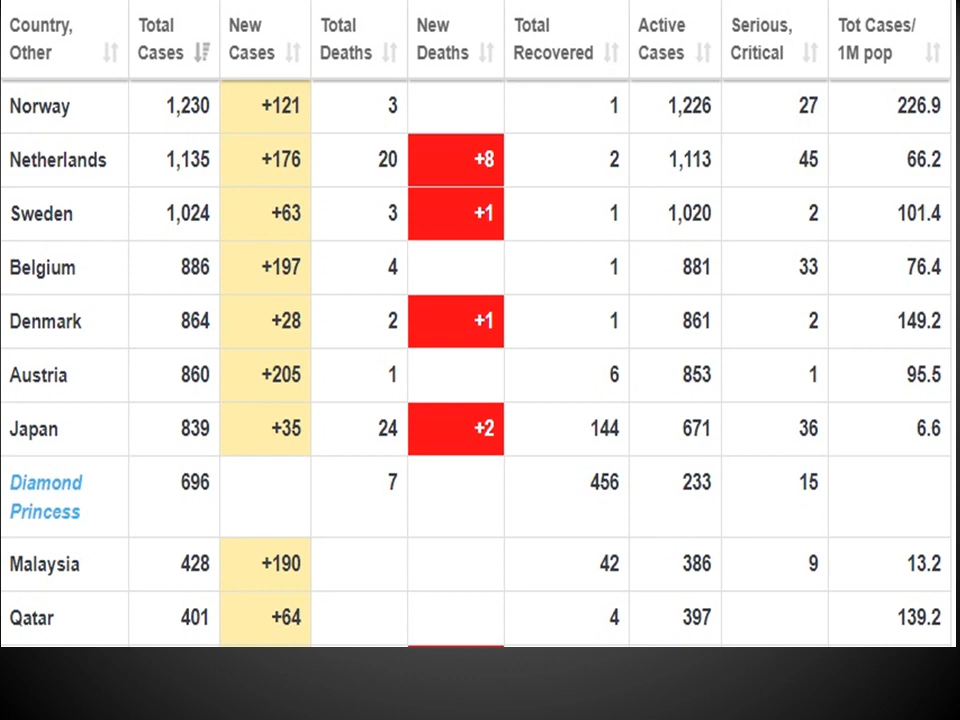 Country, Total New Total New Total Active Serious, Tot Cases/
Other Cases Cases Deaths Deaths Recovered Cases Critical 1M pop
Norway 1,230 +121 3 1 1,226 27 226.9
Netherlands 1,135 +176 20 +8 2 1,113 45 66.2
Sweden 1,024 +63 3 +1 1 1,020 2 101.4
Belgium 886 +197 4 1 881 33 76.4
Denmark 864 +28 2 +1 1 861 2 149.2
Austria 860 +205 1 6 853 1 95.5
Japan 839 +35 24 +2 144 671 36 6.6
Diamond 696 7 456 233 15
Princess
Malaysia 428 +190 42 386 9 13.2
Qatar 401 +64 4 397 139.2